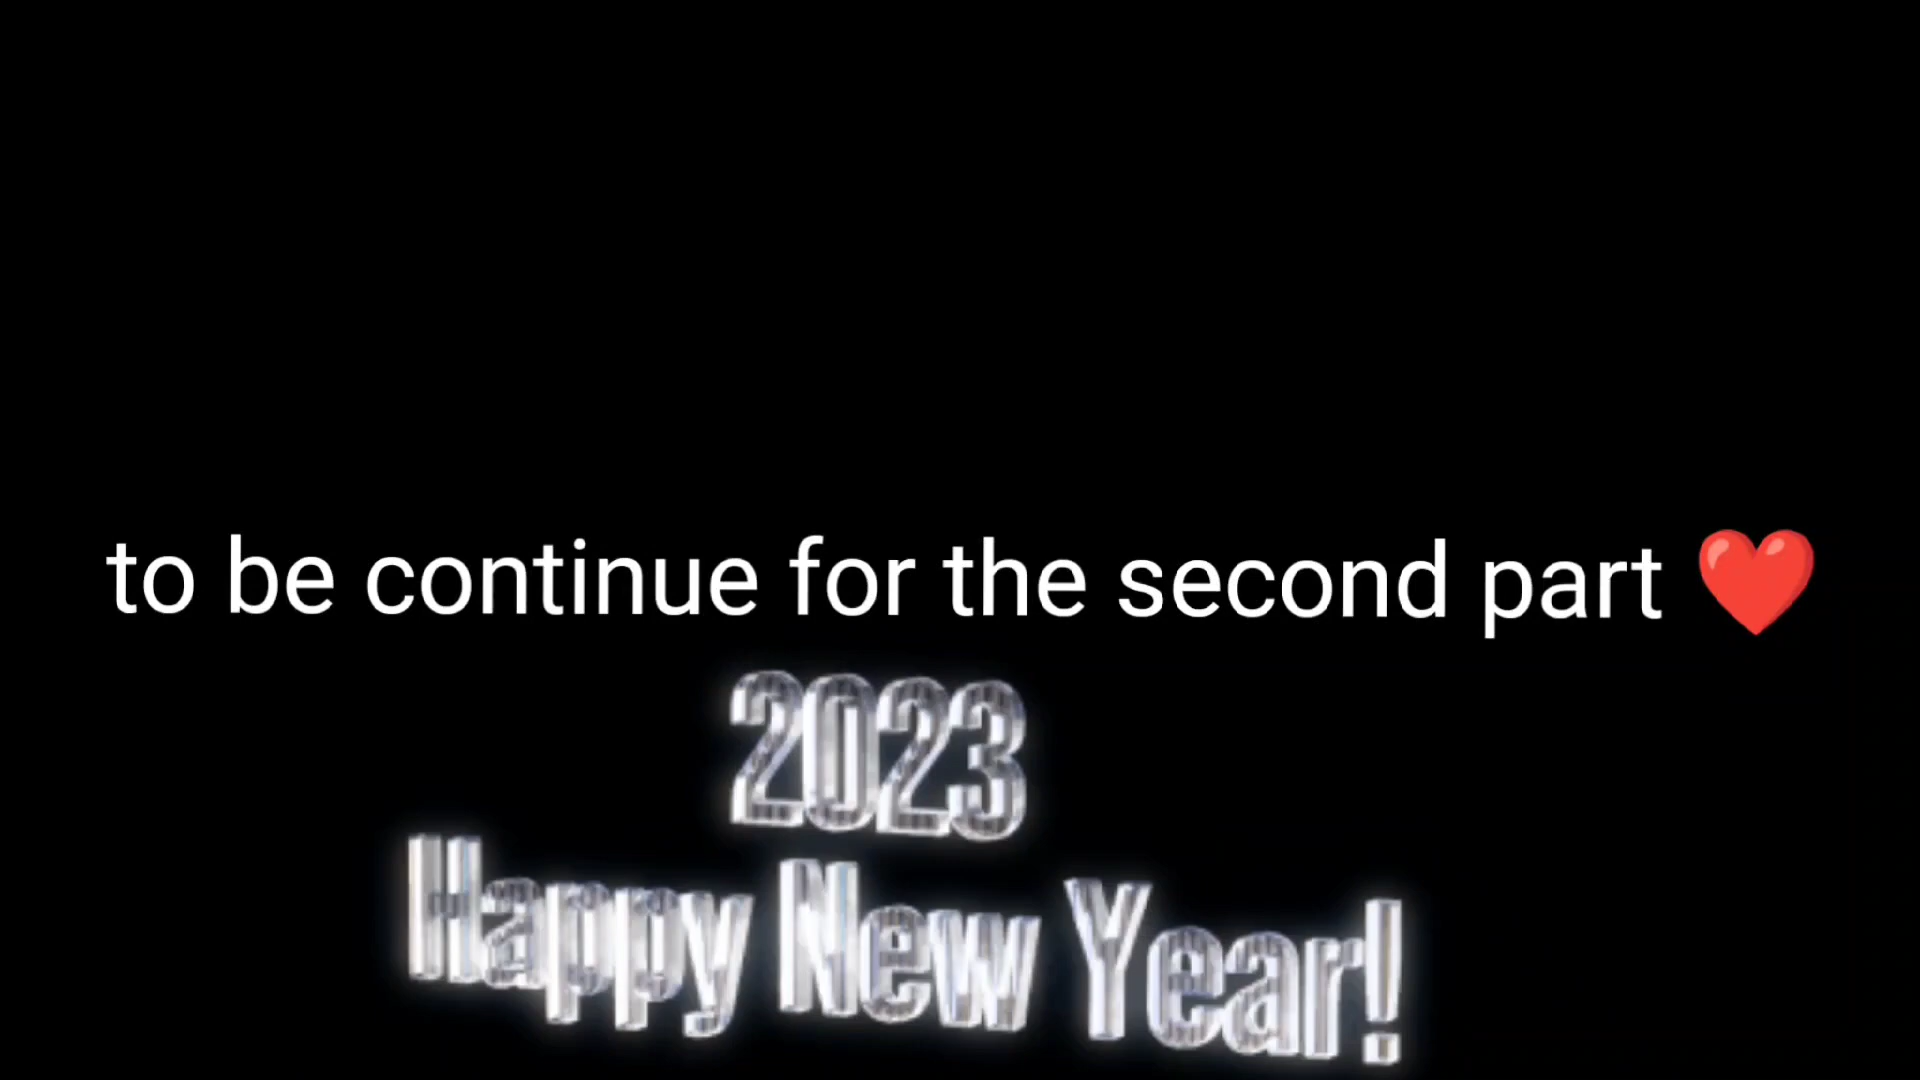 to be continue for the second part ❤️
2023
Happy New Year!